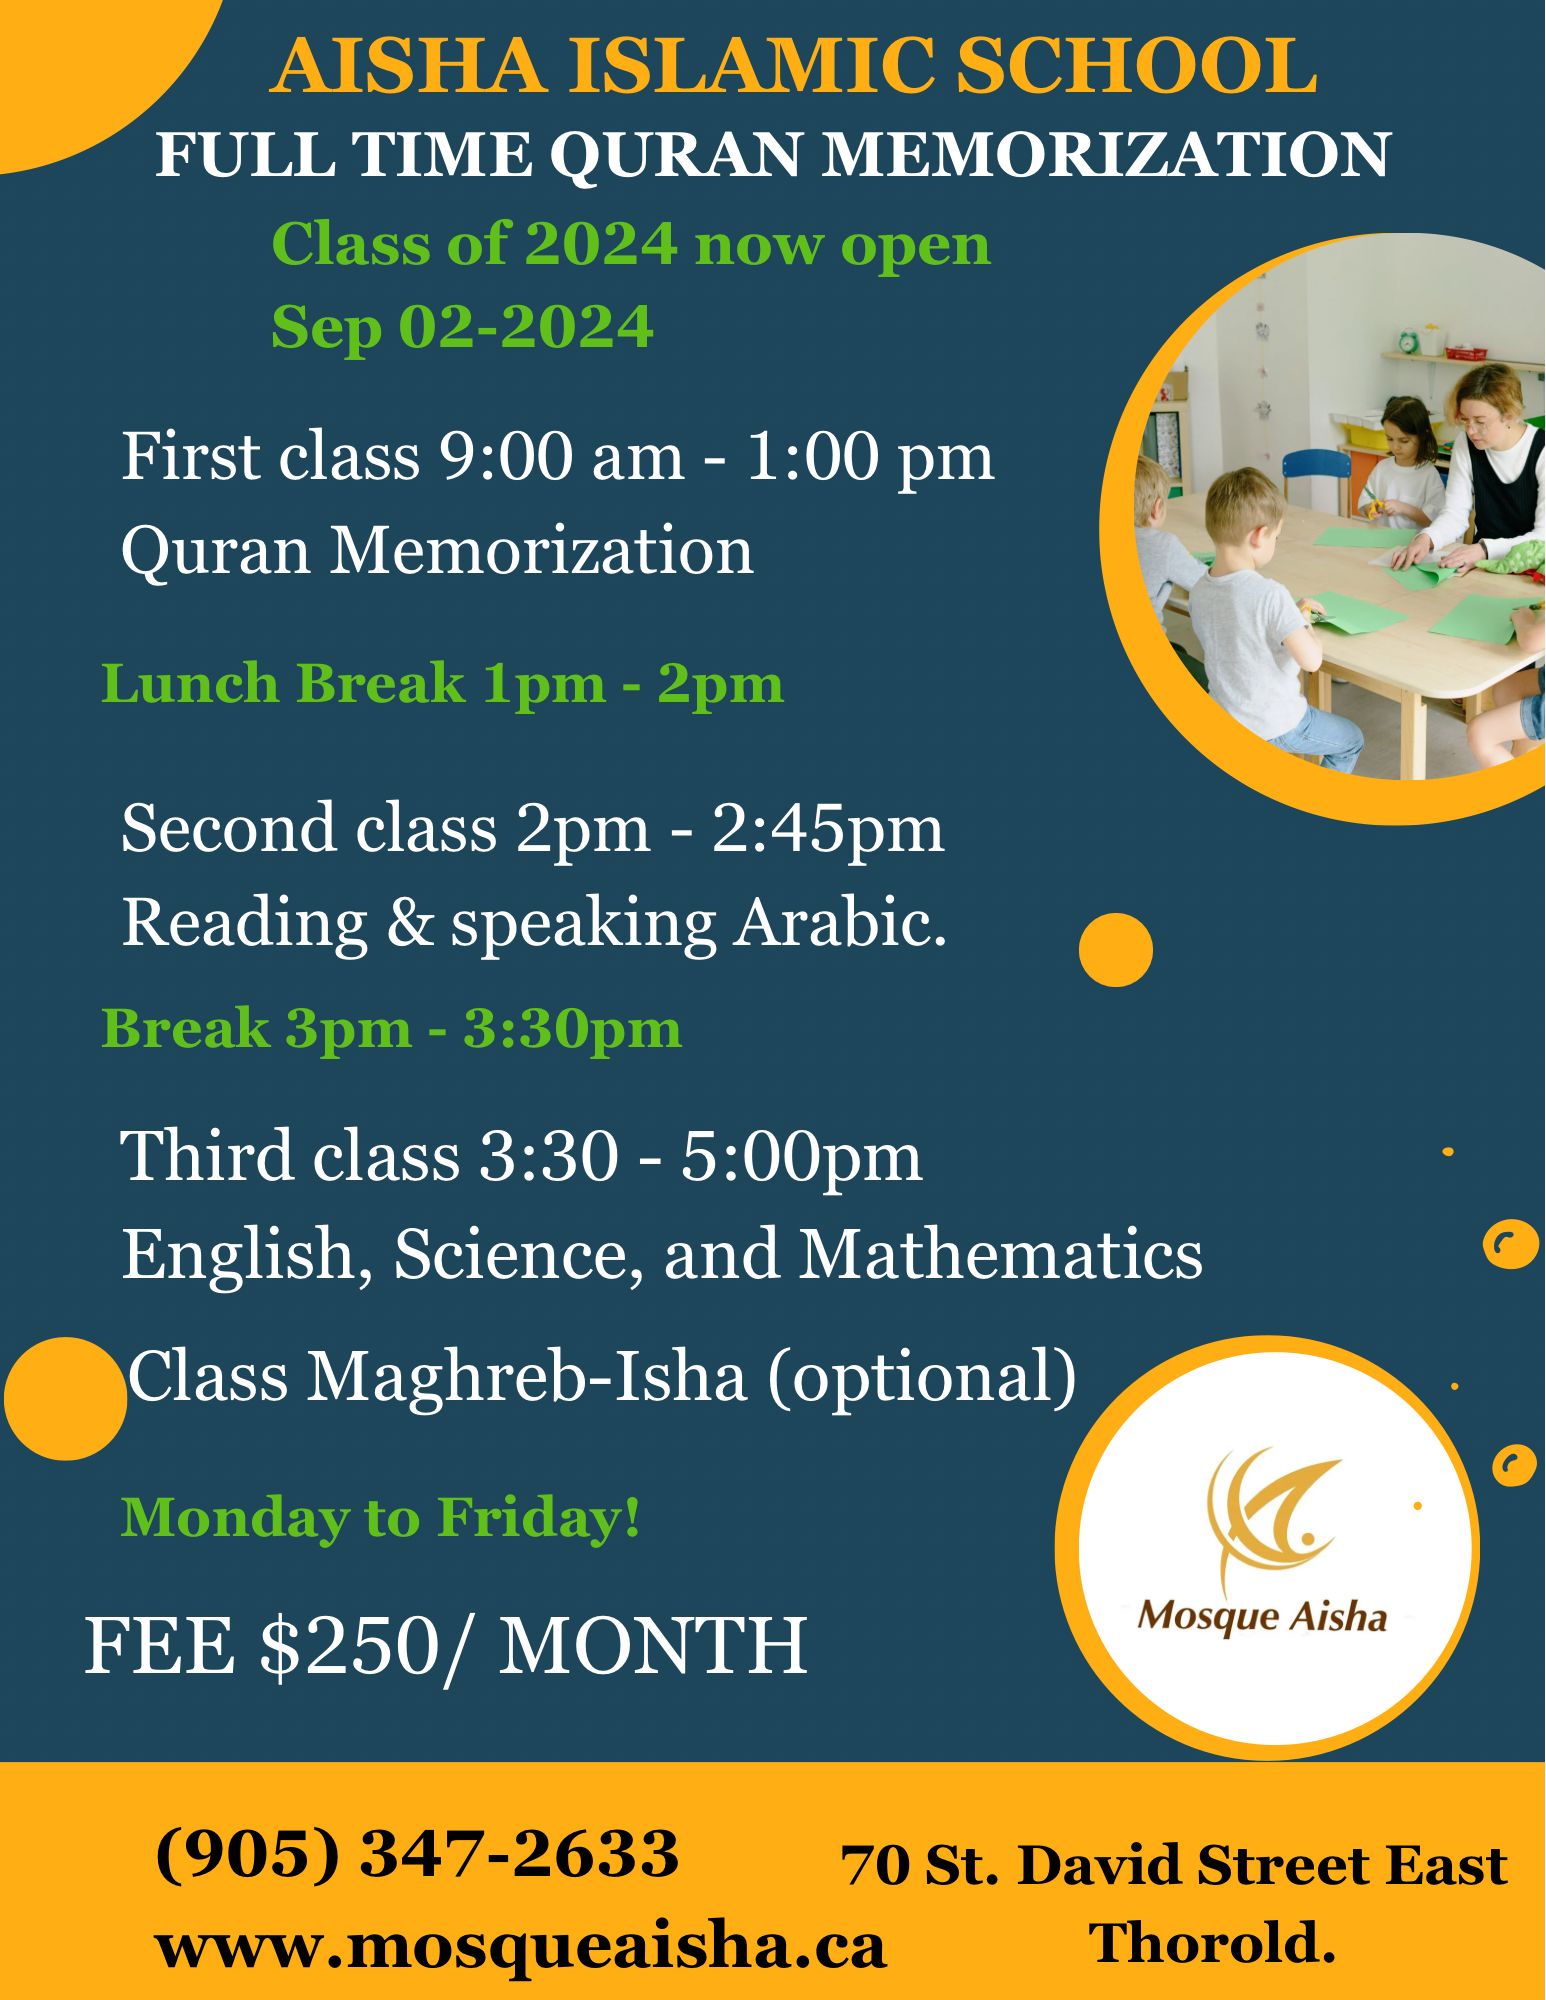 AISHA ISLAMIC SCHOOL
FULL TIME QURAN MEMORIZATION
Class of 2024 now open
Sep 02-2024
First class 9:00 am - 1:00 pm
Quran Memorization
Lunch Break 1pm - 2pm
Second class 2pm - 2:45pm
Reading & speaking Arabic.
Break 3pm - 3:30pm
Third class 3:30 - 5:00pm
English, Science, and Mathematics
Class Maghreb-Isha (optional)
Monday to Friday!
FEE $250/ MONTH
Mosque Aisha
(905) 347-2633
www.mosqueaisha.ca
70 St. David Street East
Thorold.